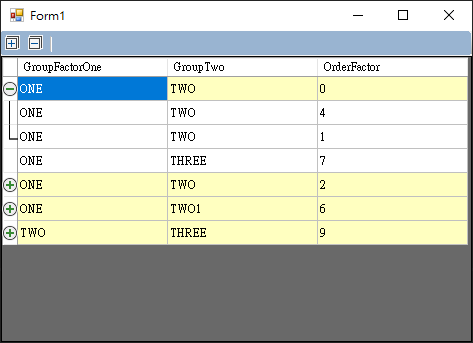 Form1
GroupFactorOne GroupTwo OrderFactor
ONE TWO 0
ONE TWO 4
ONE TWO 1
ONE THREE 7
ONE TWO 2
ONE TWO1 6
TWO THREE 9